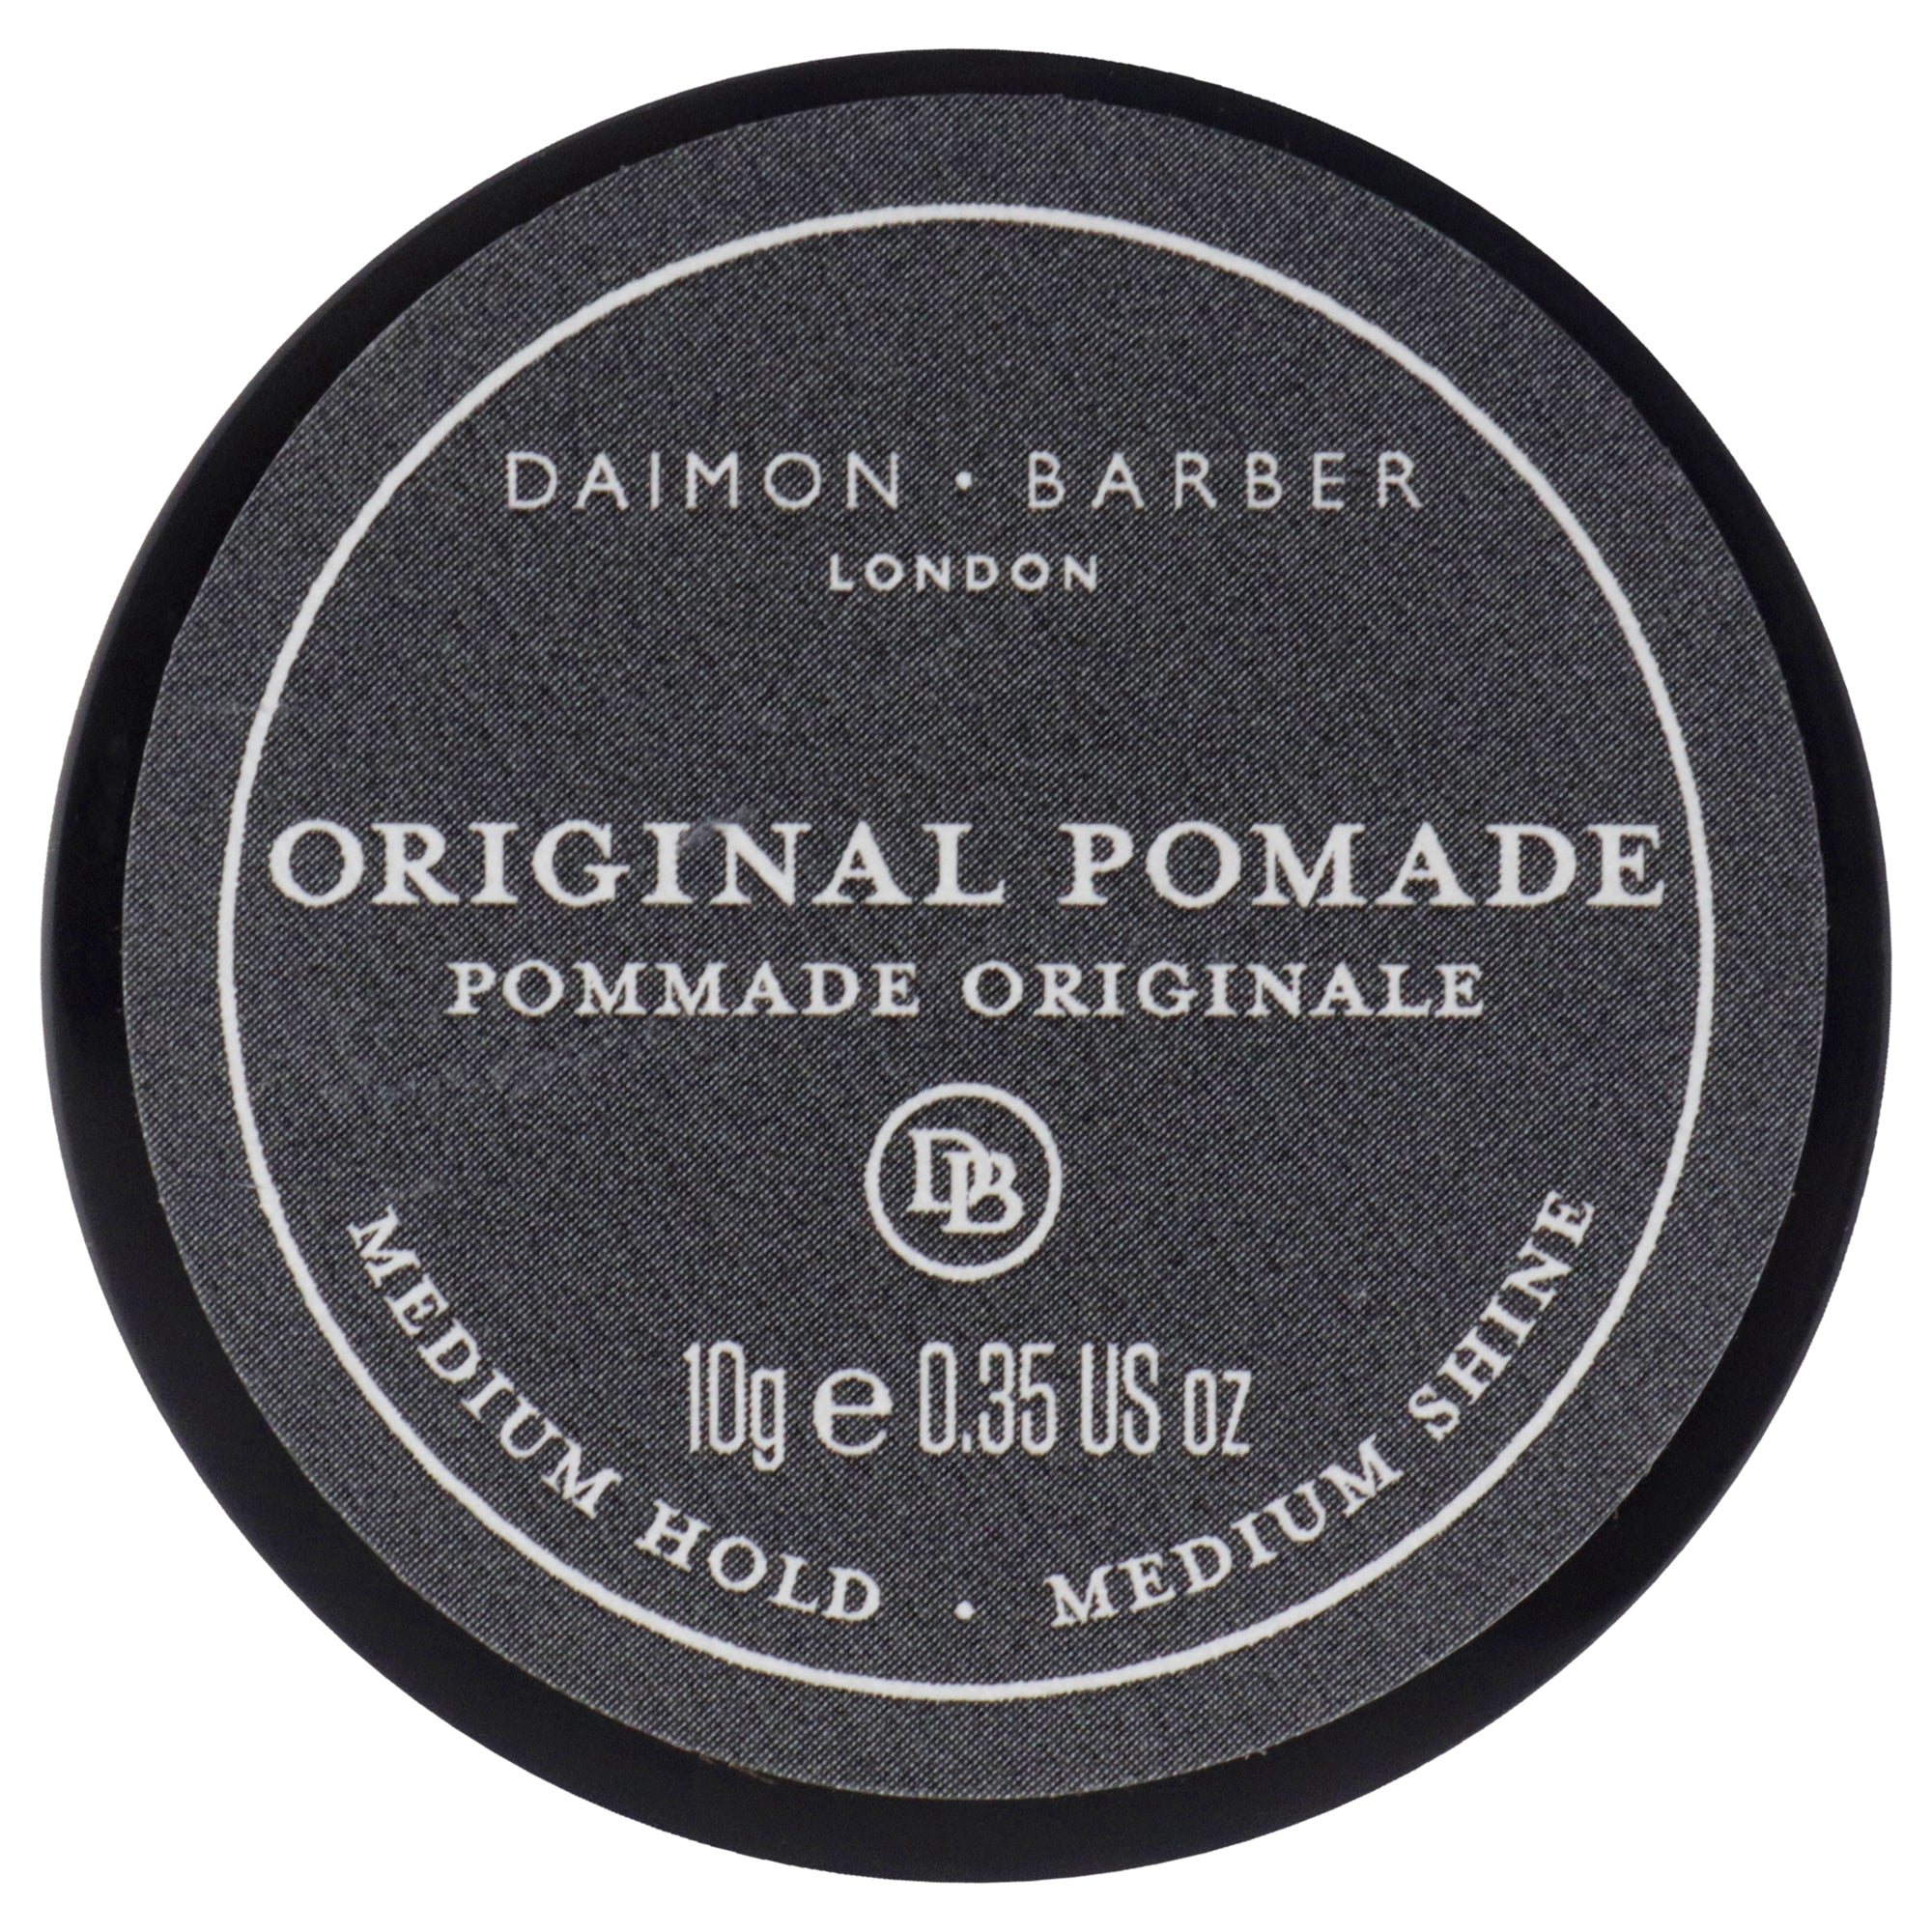 DAIMON • BARBER
LONDON
ORIGINAL POMADE
POMMADE ORIGINALE
DB
10g e 0.35 US oz
MEDIUM HOLD • MEDIUM SHINE